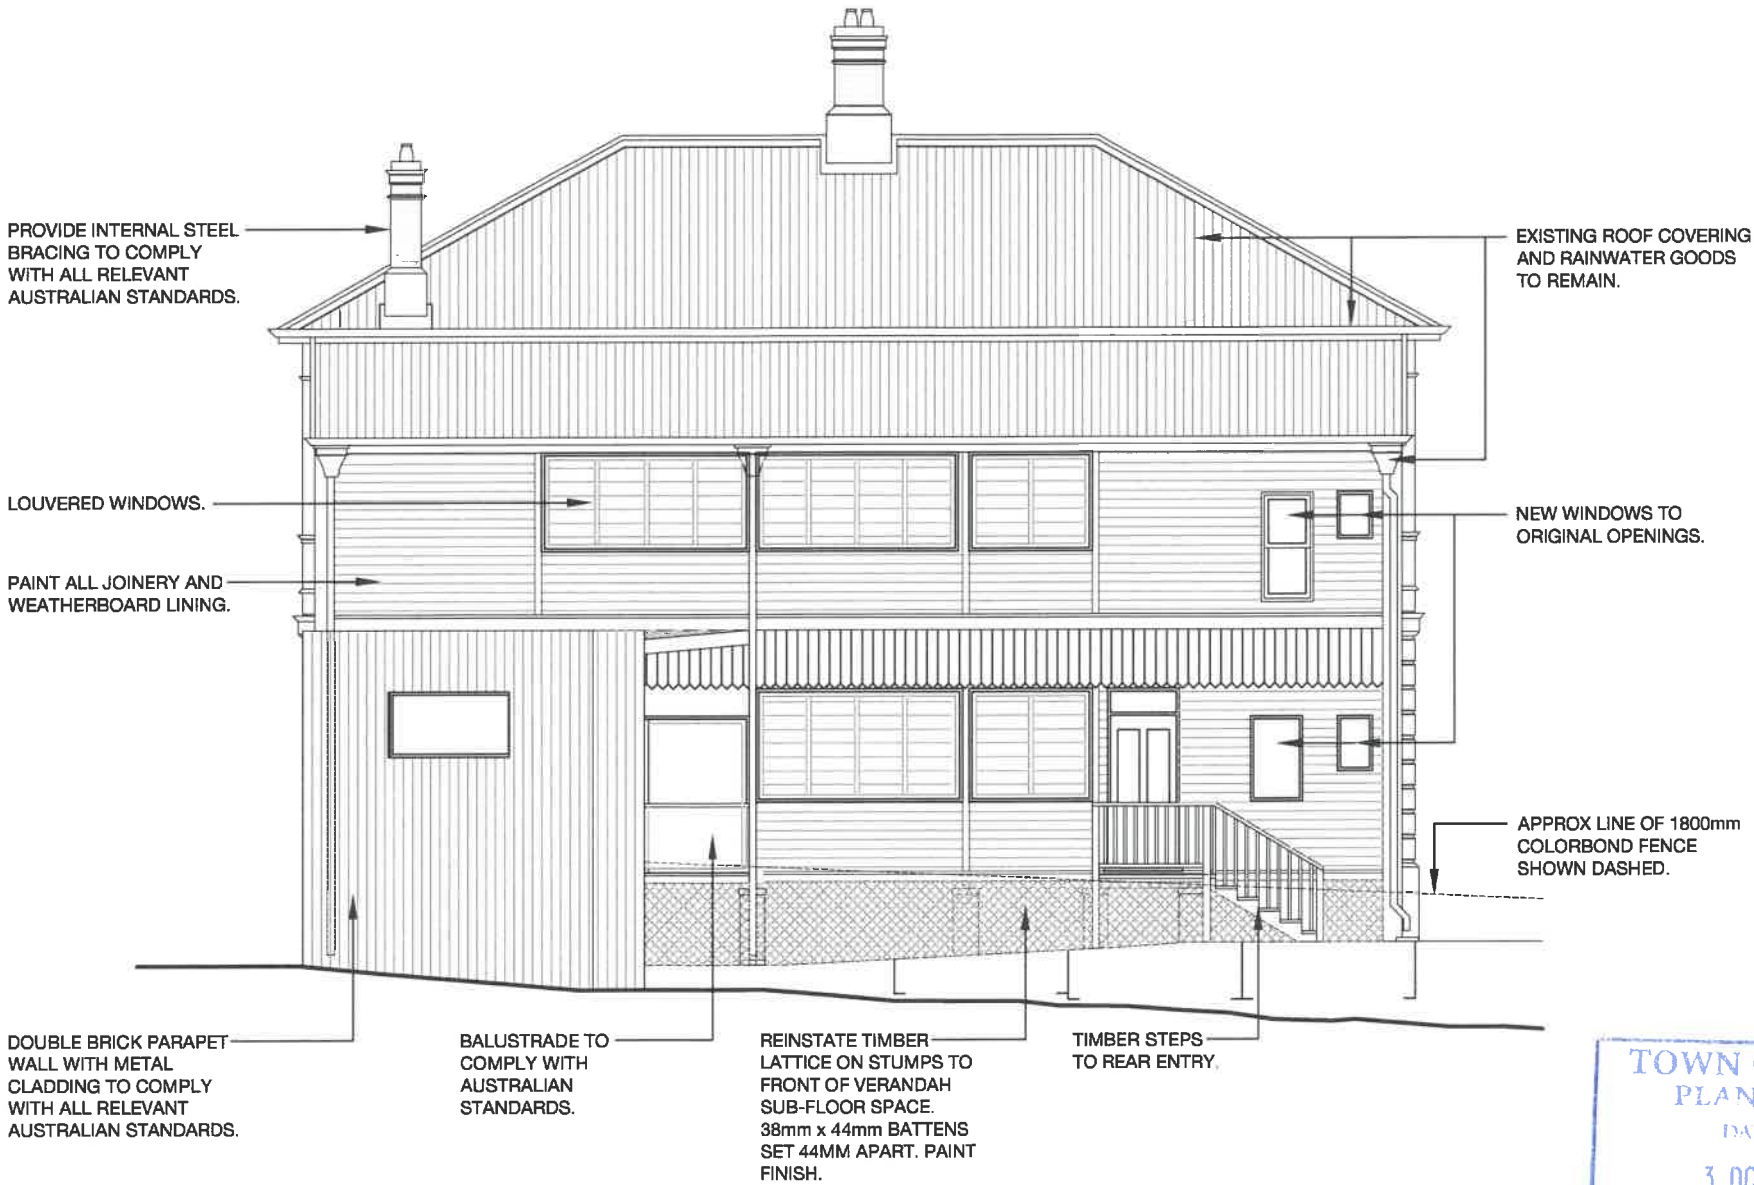 PROVIDE INTERNAL STEEL
BRACING TO COMPLY
WITH ALL RELEVANT
AUSTRALIAN STANDARDS.
EXISTING ROOF COVERING
AND RAINWATER GOODS
TO REMAIN.
LOUVERED WINDOWS.
NEW WINDOWS TO
ORIGINAL OPENINGS.
PAINT ALL JOINERY AND
WEATHERBOARD LINING.
APPROX LINE OF 1800mm
COLORBOND FENCE
SHOWN DASHED.
DOUBLE BRICK PARAPET
WALL WITH METAL
CLADDING TO COMPLY
WITH ALL RELEVANT
AUSTRALIAN STANDARDS.
BALUSTRADE TO
COMPLY WITH
AUSTRALIAN
STANDARDS.
REINSTATE TIMBER
LATTICE ON STUMPS TO
FRONT OF VERANDAH
SUB-FLOOR SPACE.
38mm x 44mm BATTENS
SET 44MM APART. PAINT
FINISH.
TIMBER STEPS
TO REAR ENTRY.
TOWN
PLAN
DA
3